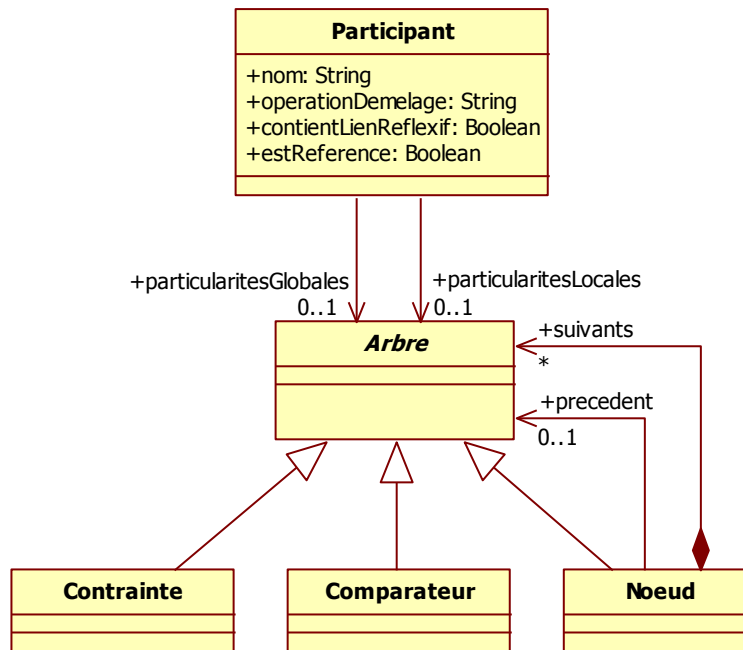 Participant
+nom: String
+operationDemelage: String
+contientLienReflexif: Boolean
+estReference: Boolean
+particularitesGlobales
0..1
+particularitesLocales
0..1
Arbre
+suivants
*
+precedent
0..1
Contrainte
Comparateur
Noeud